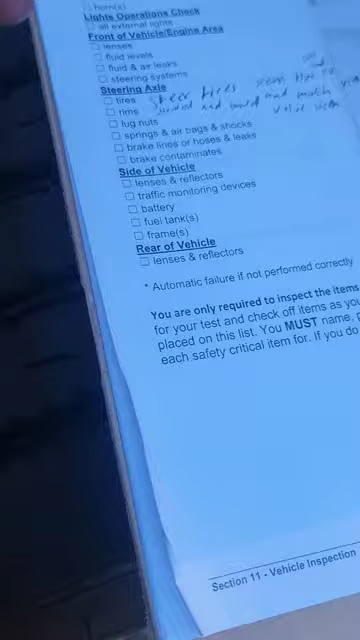 ☐ horn(s)
Lights Operations Check
☐ all external lights
Front of Vehicle/Engine Area
☐ lenses
☐ fluid levels
☐ fluid & air leaks
☐ steering systems
Steering Axle
☐ tires steer tires
☐ rims and and match
☐ lug nuts
☐ springs & air bags & shocks
☐ brake lines or hoses & leaks
☐ brake contaminates
Side of Vehicle
☐ lenses & reflectors
☐ traffic monitoring devices
☐ battery
☐ fuel tank(s)
☐ frame(s)
Rear of Vehicle
☐ lenses & reflectors
* Automatic failure if not performed correctly
You are only required to inspect the items
for your test and check off items as you
placed on this list. You MUST name, p
each safety critical item for. If you do
Section 11 - Vehicle Inspection